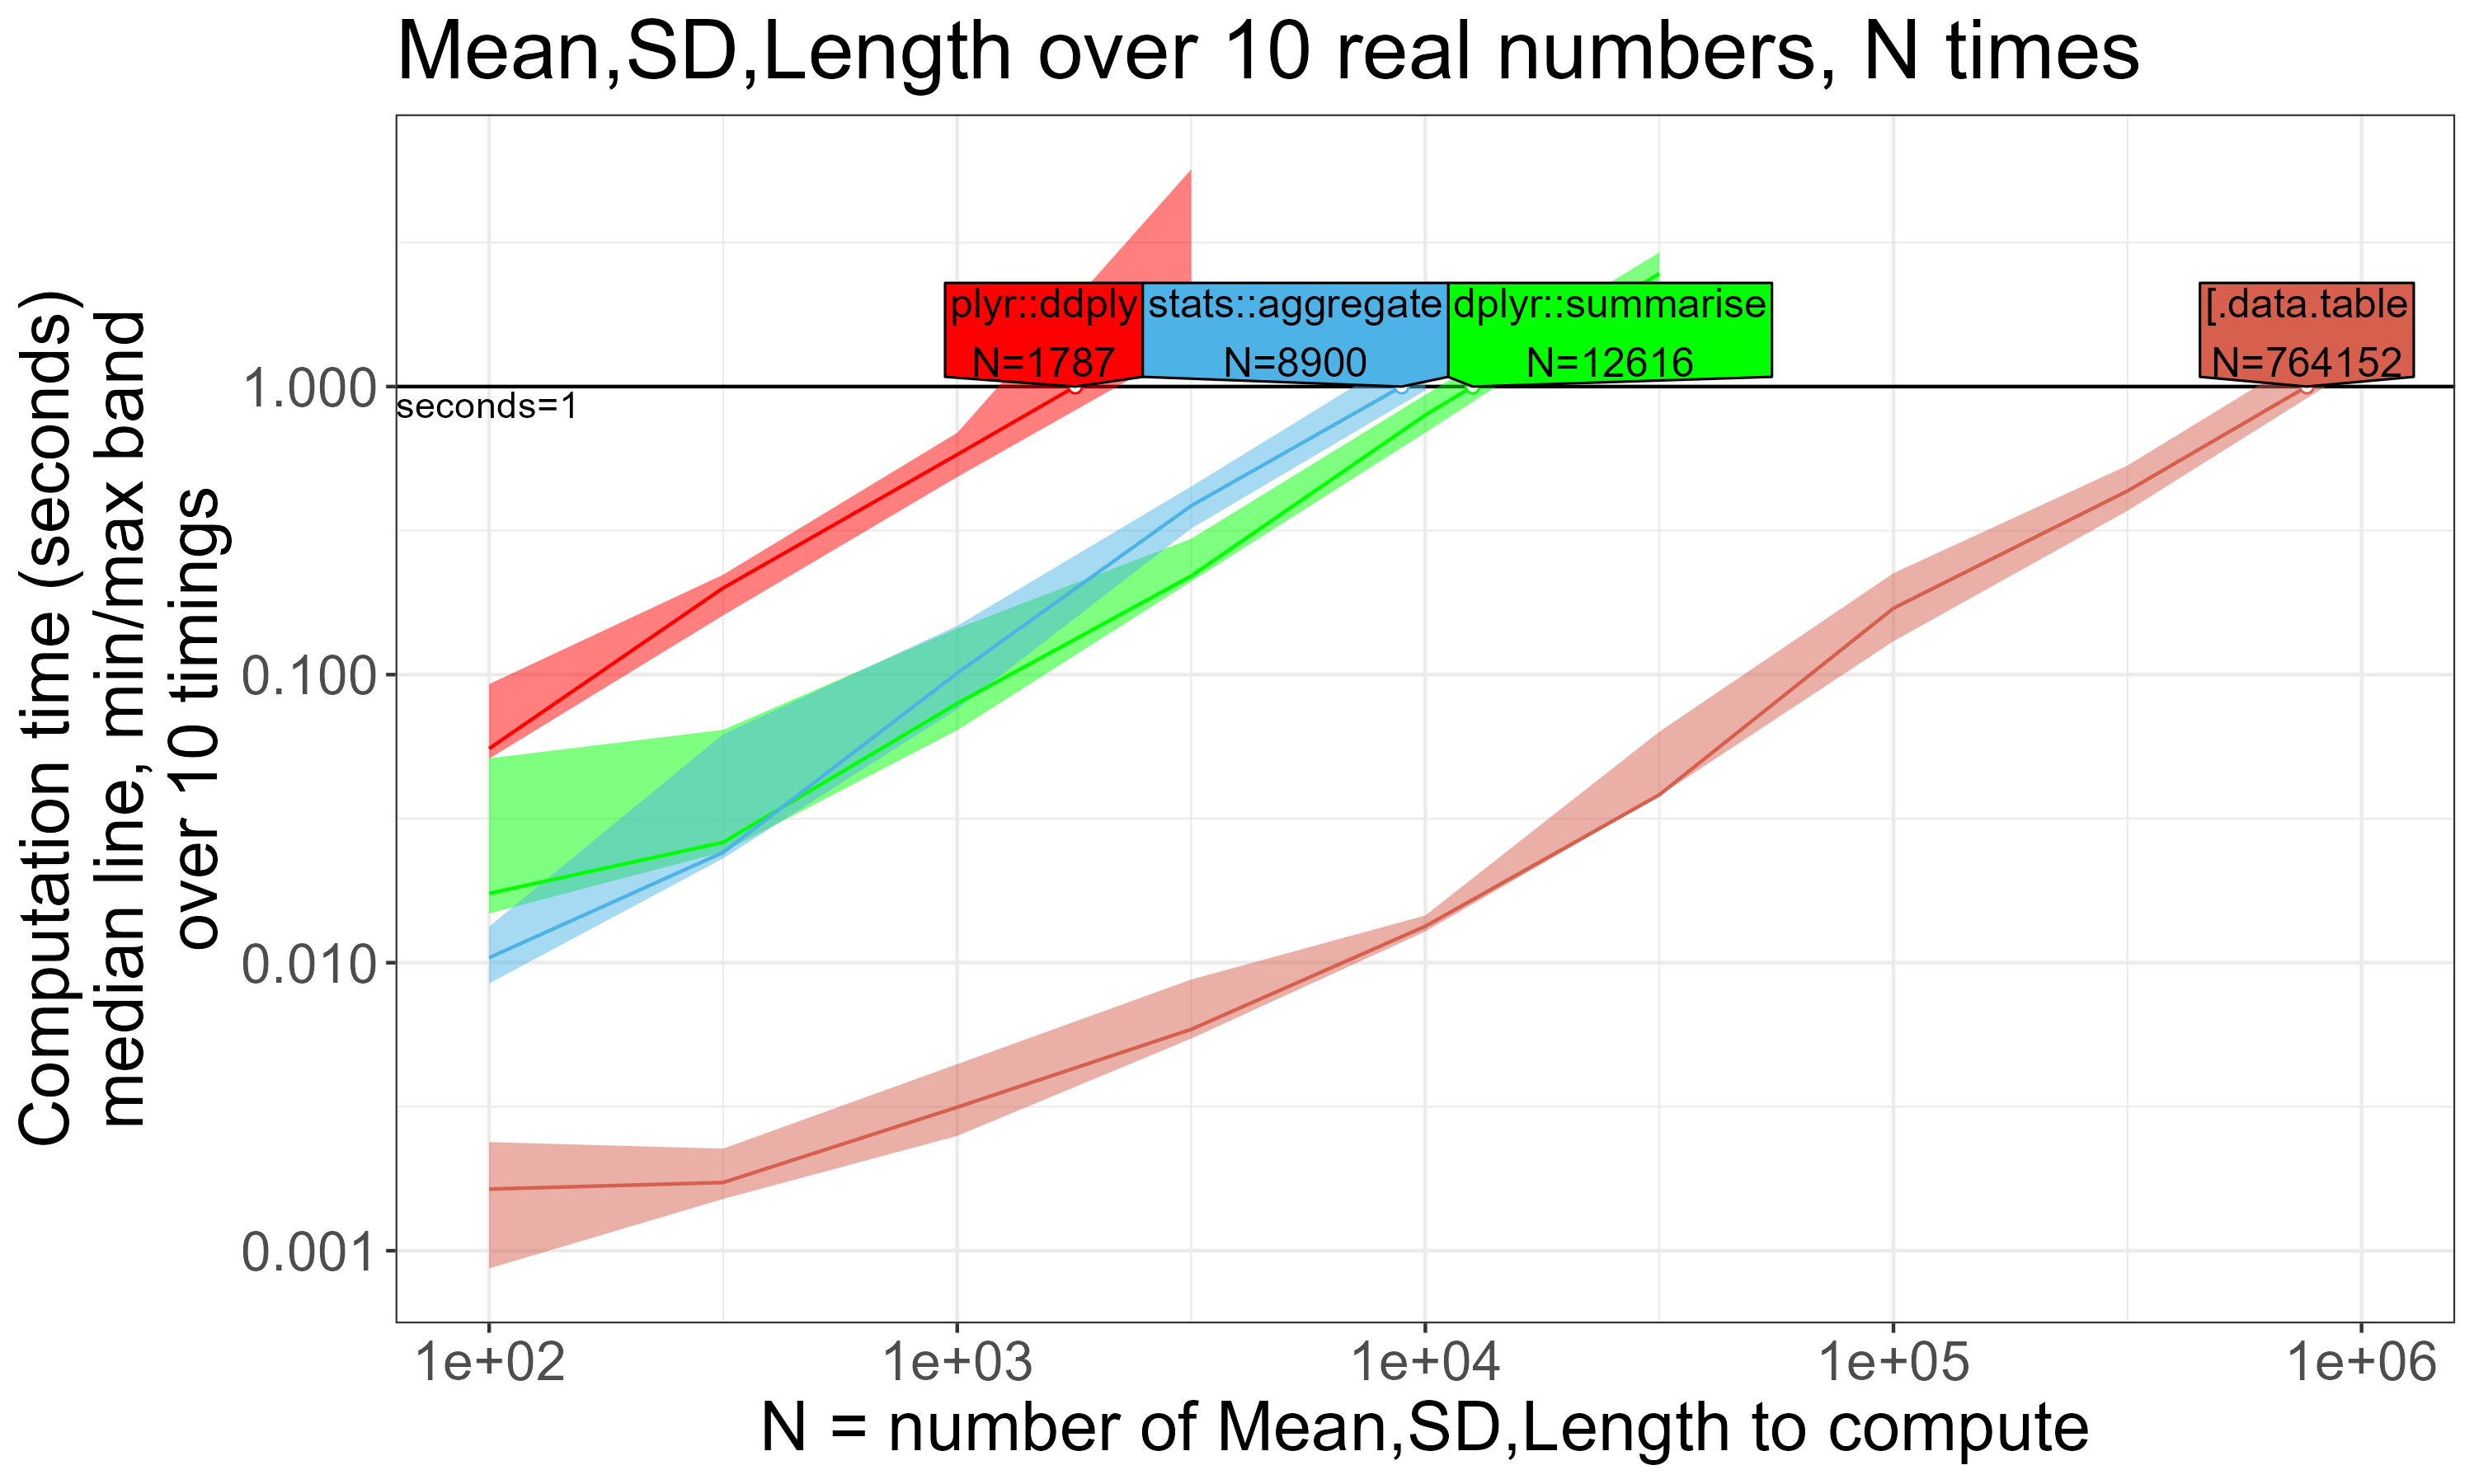 Mean,SD,Length over 10 real numbers, N times
Computation time (seconds)
median line, min/max band
over 10 timings
1.000
0.100
0.010
0.001
seconds=1
plyr::ddply
N=1787
stats::aggregate
N=8900
dplyr::summarise
N=12616
[.data.table
N=764152
1e+02
1e+03
1e+04
1e+05
1e+06
N = number of Mean,SD,Length to compute